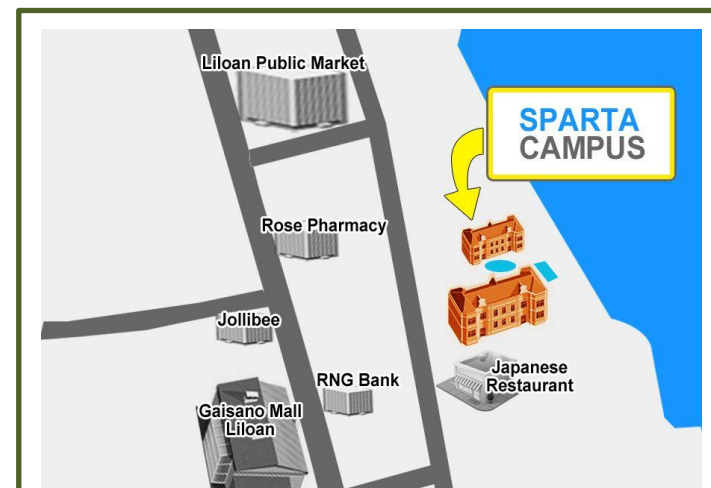 Liloan Public Market
SPARTA
CAMPUS
Rose Pharmacy
Jollibee
RNG Bank
Japanese
Restaurant
Gaisano Mall
Liloan